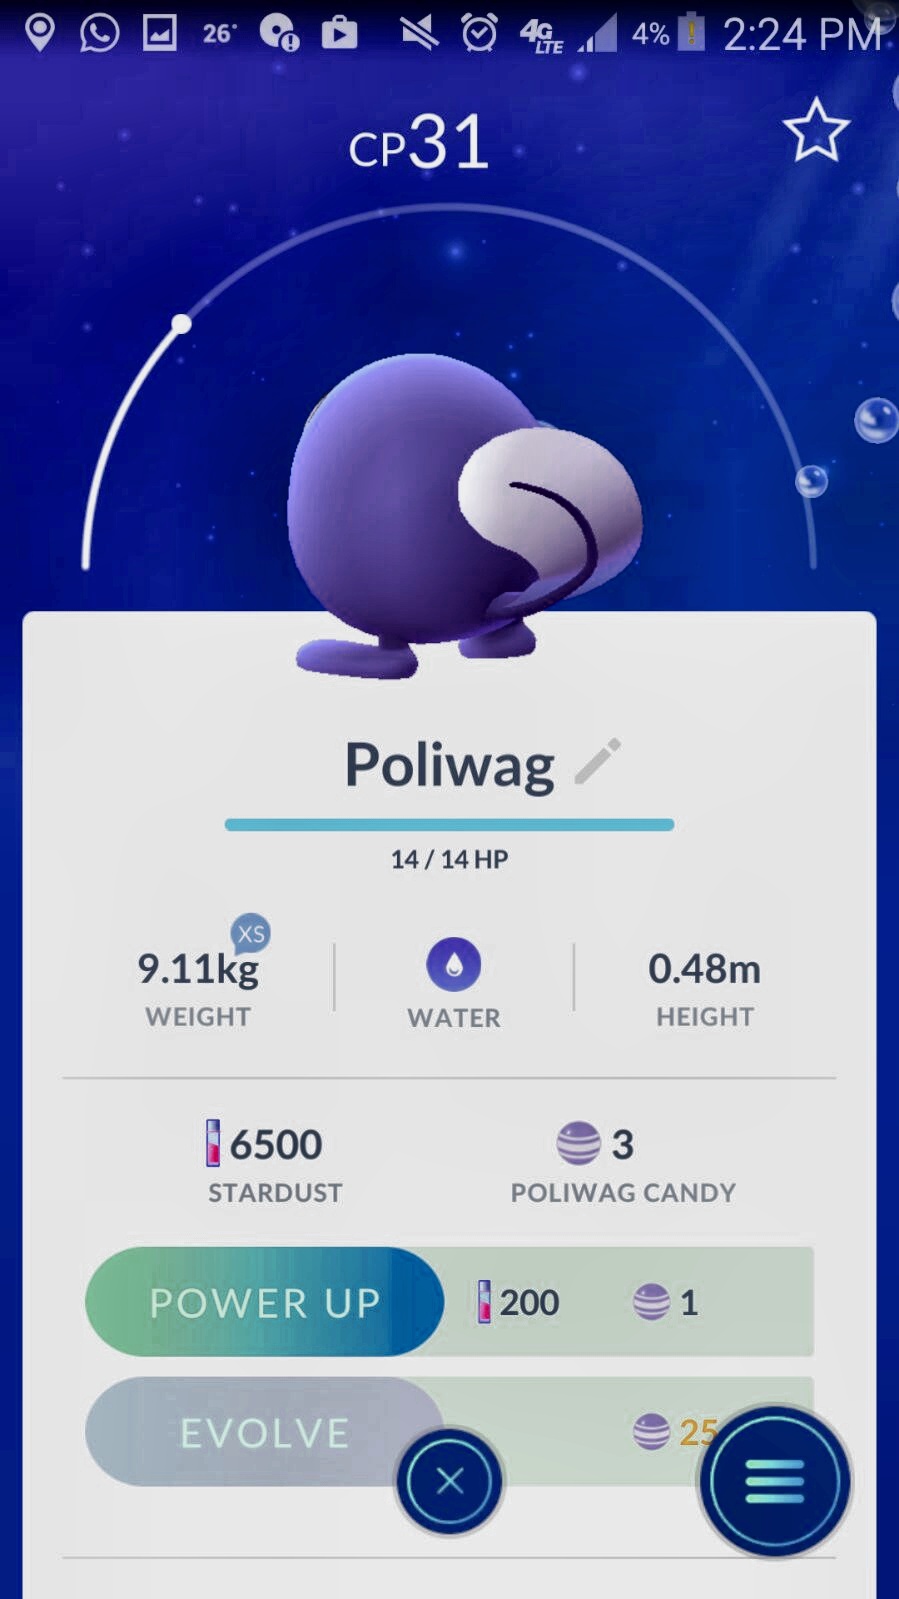 26° 4G LTE 4% 2:24 PM
CP31
Poliwag
14 / 14 HP
XS
9.11kg 0.48m
WEIGHT WATER HEIGHT
6500 3
STARDUST POLIWAG CANDY
POWER UP 200 1
EVOLVE 25